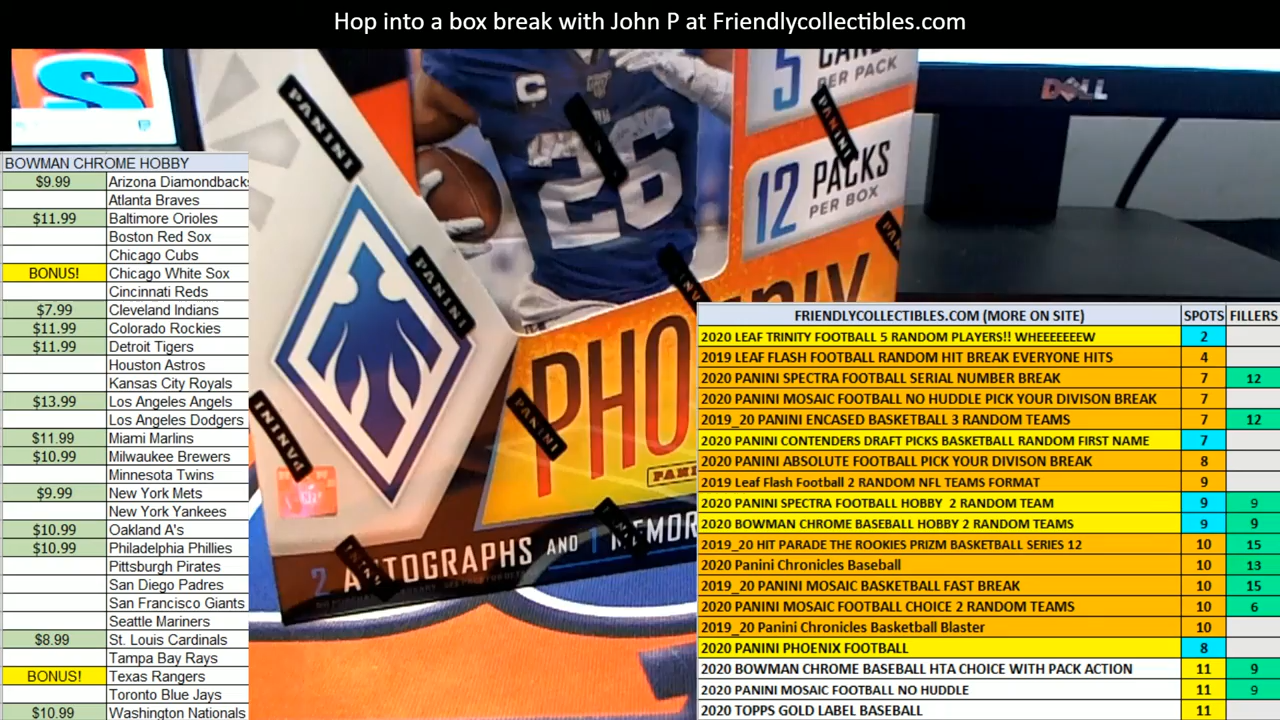 Hop into a box break with John P at Friendlycollectibles.com
BOWMAN CHROME HOBBY
$9.99 Arizona Diamondbacks
Atlanta Braves
$11.99 Baltimore Orioles
Boston Red Sox
Chicago Cubs
BONUS! Chicago White Sox
Cincinnati Reds
$7.99 Cleveland Indians
$11.99 Colorado Rockies
$11.99 Detroit Tigers
Houston Astros
Kansas City Royals
$13.99 Los Angeles Angels
Los Angeles Dodgers
$11.99 Miami Marlins
$10.99 Milwaukee Brewers
Minnesota Twins
$9.99 New York Mets
New York Yankees
$10.99 Oakland A's
$10.99 Philadelphia Phillies
Pittsburgh Pirates
San Diego Padres
San Francisco Giants
Seattle Mariners
$8.99 St. Louis Cardinals
Tampa Bay Rays
BONUS! Texas Rangers
Toronto Blue Jays
$10.99 Washington Nationals
S
PANINI
PANINI
PANINI
PANINI
PANINI
C
26
5 CARDS
PER PACK
12 PACKS
PER BOX
PHO
PANI
2 AUTOGRAPHS AND 1 MEMOR
DELL
FRIENDLYCOLLECTIBLES.COM (MORE ON SITE) SPOTS FILLERS
2020 LEAF TRINITY FOOTBALL 5 RANDOM PLAYERS!! WHEEEEEEW 2
2019 LEAF FLASH FOOTBALL RANDOM HIT BREAK EVERYONE HITS 4
2020 PANINI SPECTRA FOOTBALL SERIAL NUMBER BREAK 7 12
2020 PANINI MOSAIC FOOTBALL NO HUDDLE PICK YOUR DIVISON BREAK 7
2019_20 PANINI ENCASED BASKETBALL 3 RANDOM TEAMS 7 12
2020 PANINI CONTENDERS DRAFT PICKS BASKETBALL RANDOM FIRST NAME 7
2020 PANINI ABSOLUTE FOOTBALL PICK YOUR DIVISON BREAK 8
2019 Leaf Flash Football 2 RANDOM NFL TEAMS FORMAT 9
2020 PANINI SPECTRA FOOTBALL HOBBY 2 RANDOM TEAM 9 9
2020 BOWMAN CHROME BASEBALL HOBBY 2 RANDOM TEAMS 9 9
2019_20 HIT PARADE THE ROOKIES PRIZM BASKETBALL SERIES 12 10 15
2020 Panini Chronicles Baseball 10 13
2019_20 PANINI MOSAIC BASKETBALL FAST BREAK 10 15
2020 PANINI MOSAIC FOOTBALL CHOICE 2 RANDOM TEAMS 10 6
2019_20 Panini Chronicles Basketball Blaster 10
2020 PANINI PHOENIX FOOTBALL 8
2020 BOWMAN CHROME BASEBALL HTA CHOICE WITH PACK ACTION 11 9
2020 PANINI MOSAIC FOOTBALL NO HUDDLE 11 9
2020 TOPPS GOLD LABEL BASEBALL 11